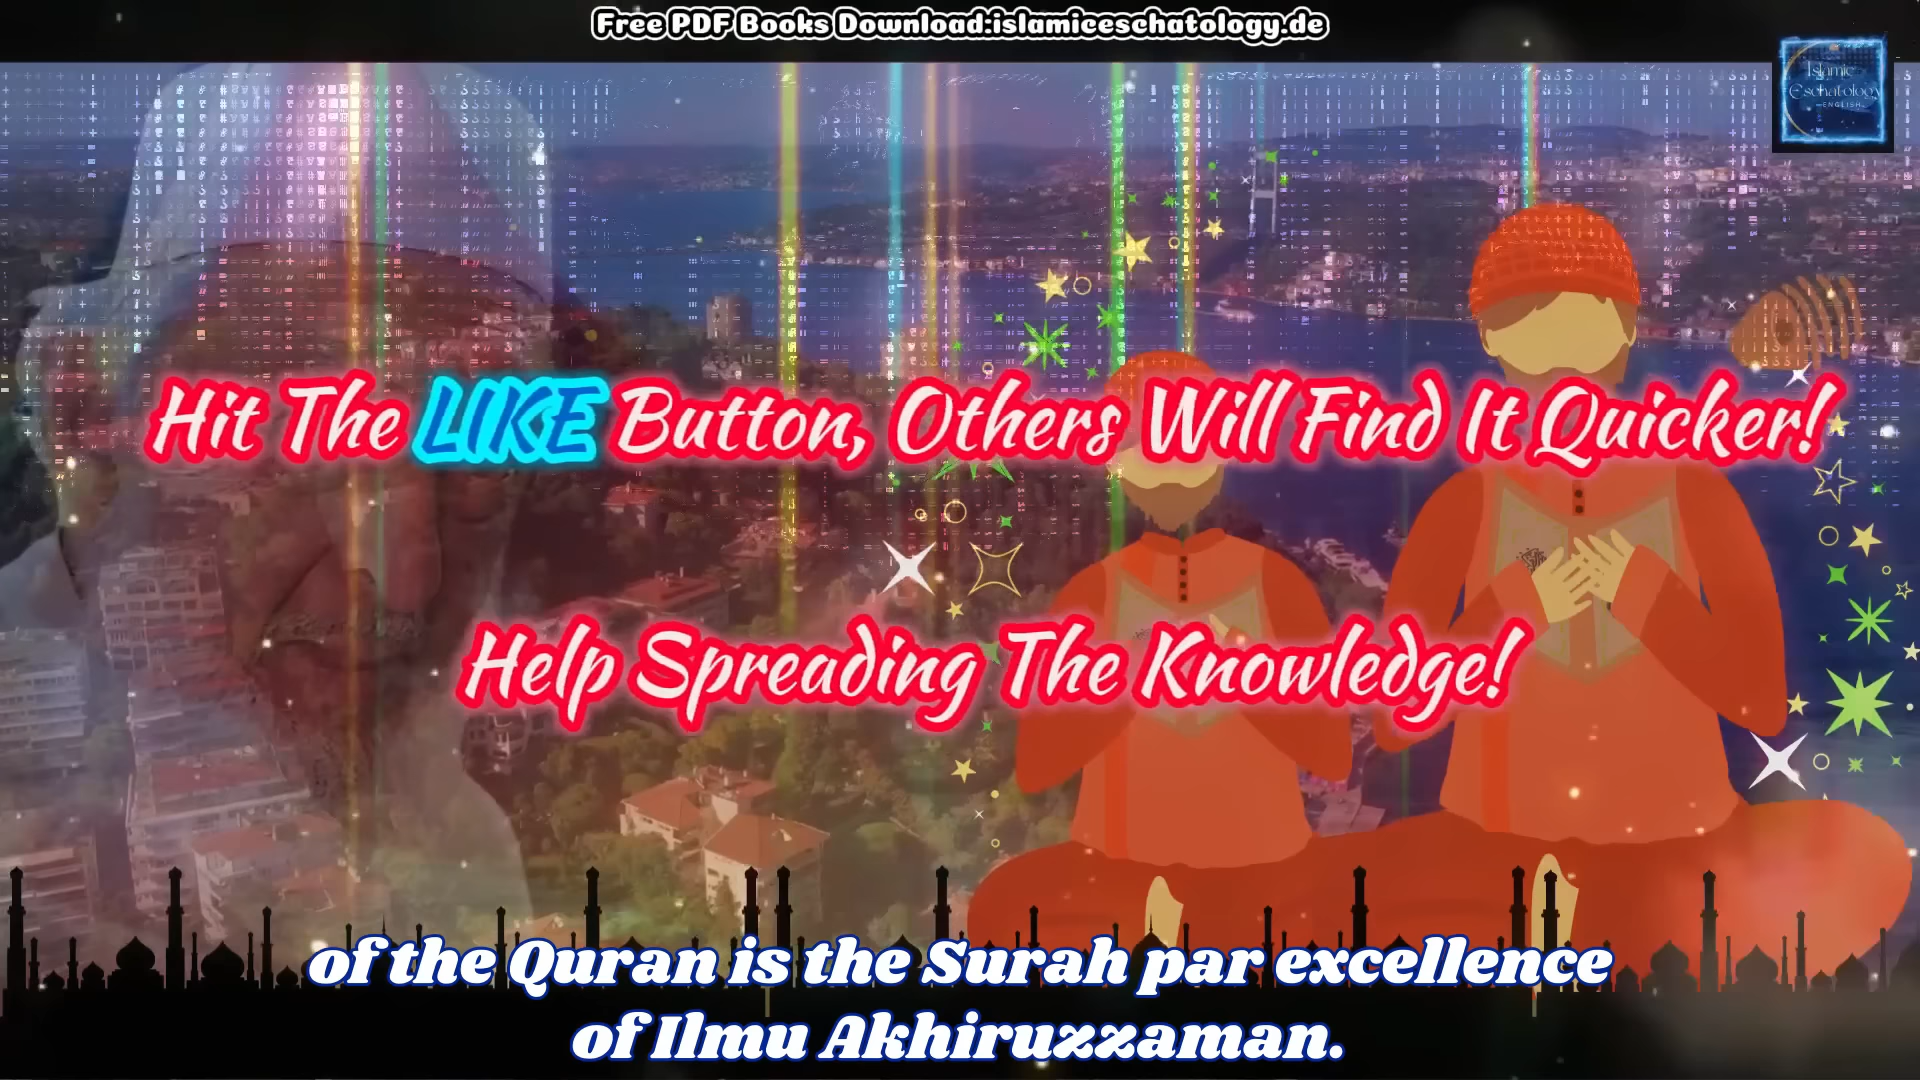 Free PDF Books Download:islamiceschatology.de
Islamic
Eschatology
ENGLISH
Hit The LIKE Button, Others Will Find It Quicker!
Help Spreading The Knowledge!
of the Quran is the Surah par excellence
of Ilmu Akhiruzzaman.